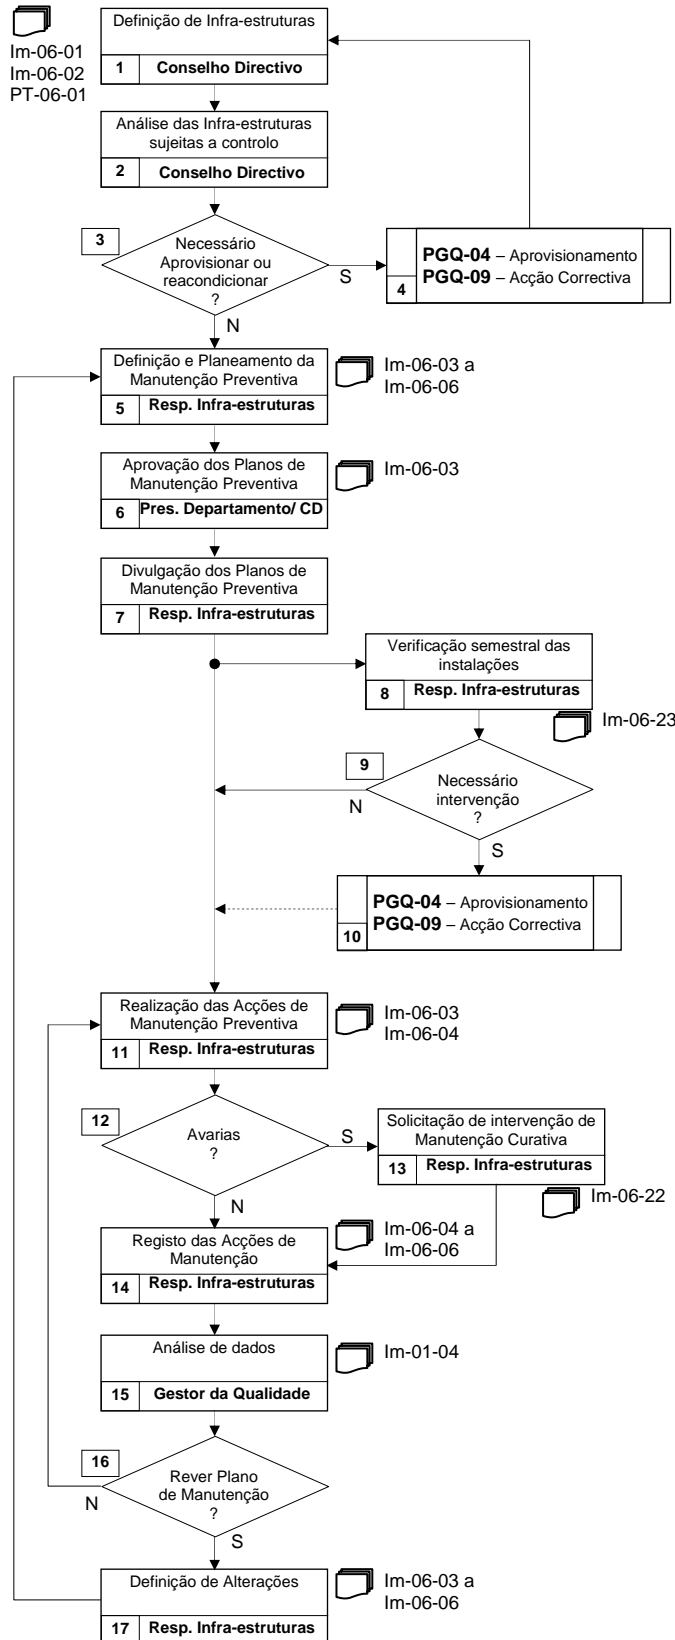 Im-06-01
Im-06-02
PT-06-01
Definição de Infra-estruturas
1 Conselho Directivo
Análise das Infra-estruturas
sujeitas a controlo
2 Conselho Directivo
3
Necessário
Aprovisionar ou
reacondicionar
?
S
N
PGQ-04 – Aprovisionamento
PGQ-09 – Acção Correctiva
4
Definição e Planeamento da
Manutenção Preventiva
5 Resp. Infra-estruturas
Im-06-03 a
Im-06-06
Aprovação dos Planos de
Manutenção Preventiva
6 Pres. Departamento/ CD
Im-06-03
Divulgação dos Planos de
Manutenção Preventiva
7 Resp. Infra-estruturas
Verificação semestral das
instalações
8 Resp. Infra-estruturas
Im-06-23
9
Necessário
intervenção
?
N
S
PGQ-04 – Aprovisionamento
PGQ-09 – Acção Correctiva
10
Realização das Acções de
Manutenção Preventiva
11 Resp. Infra-estruturas
Im-06-03
Im-06-04
12
Avarias
?
S
N
Solicitação de intervenção de
Manutenção Curativa
13 Resp. Infra-estruturas
Im-06-22
Registo das Acções de
Manutenção
14 Resp. Infra-estruturas
Im-06-04 a
Im-06-06
Análise de dados
15 Gestor da Qualidade
Im-01-04
16
Rever Plano
de Manutenção
?
N
S
Definição de Alterações
17 Resp. Infra-estruturas
Im-06-03 a
Im-06-06